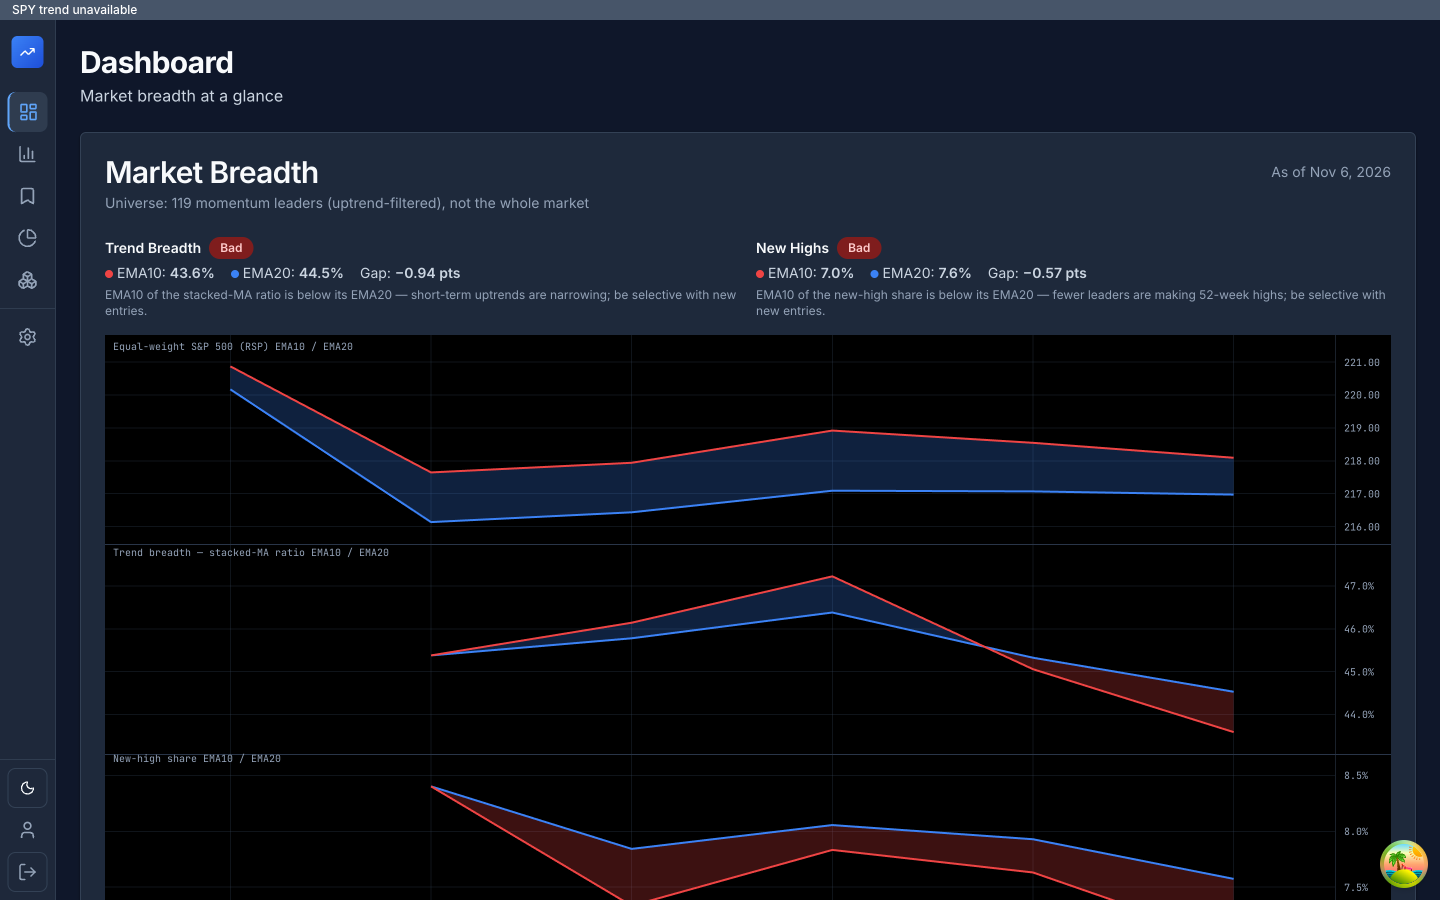 SPY trend unavailable
Dashboard
Market breadth at a glance
Market Breadth
As of Nov 6, 2026
Universe: 119 momentum leaders (uptrend-filtered), not the whole market
Trend Breadth Bad
EMA10: 43.6% EMA20: 44.5% Gap: −0.94 pts
EMA10 of the stacked-MA ratio is below its EMA20 — short-term uptrends are narrowing; be selective with new
entries.
New Highs Bad
EMA10: 7.0% EMA20: 7.6% Gap: −0.57 pts
EMA10 of the new-high share is below its EMA20 — fewer leaders are making 52-week highs; be selective with
new entries.
Equal-weight S&P 500 (RSP) EMA10 / EMA20
221.00
220.00
219.00
218.00
217.00
216.00
Trend breadth — stacked-MA ratio EMA10 / EMA20
47.0%
46.0%
45.0%
44.0%
New-high share EMA10 / EMA20
8.5%
8.0%
7.5%